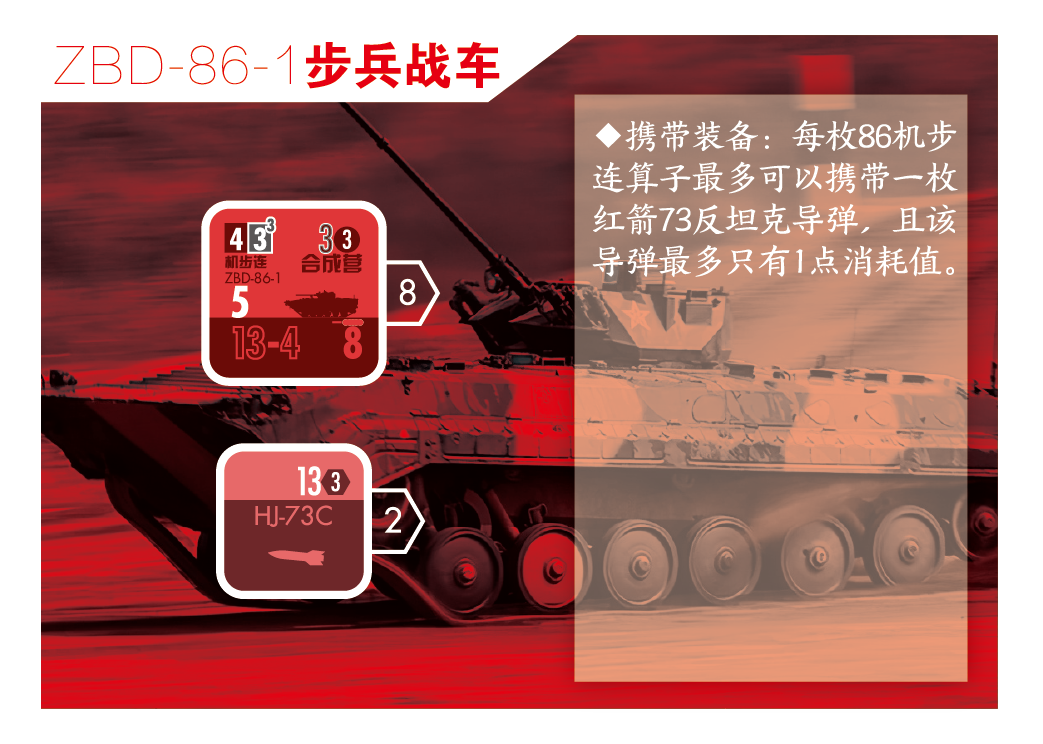 ZBD-86-1步兵战车
◆携带装备：每枚86机步
连算子最多可以携带一枚
红箭73反坦克导弹，且该
导弹最多只有1点消耗值。
4 3 3 3 3
机步连 合成营
ZBD-86-1
5
13-4 8
8
13 3
HJ-73C
2